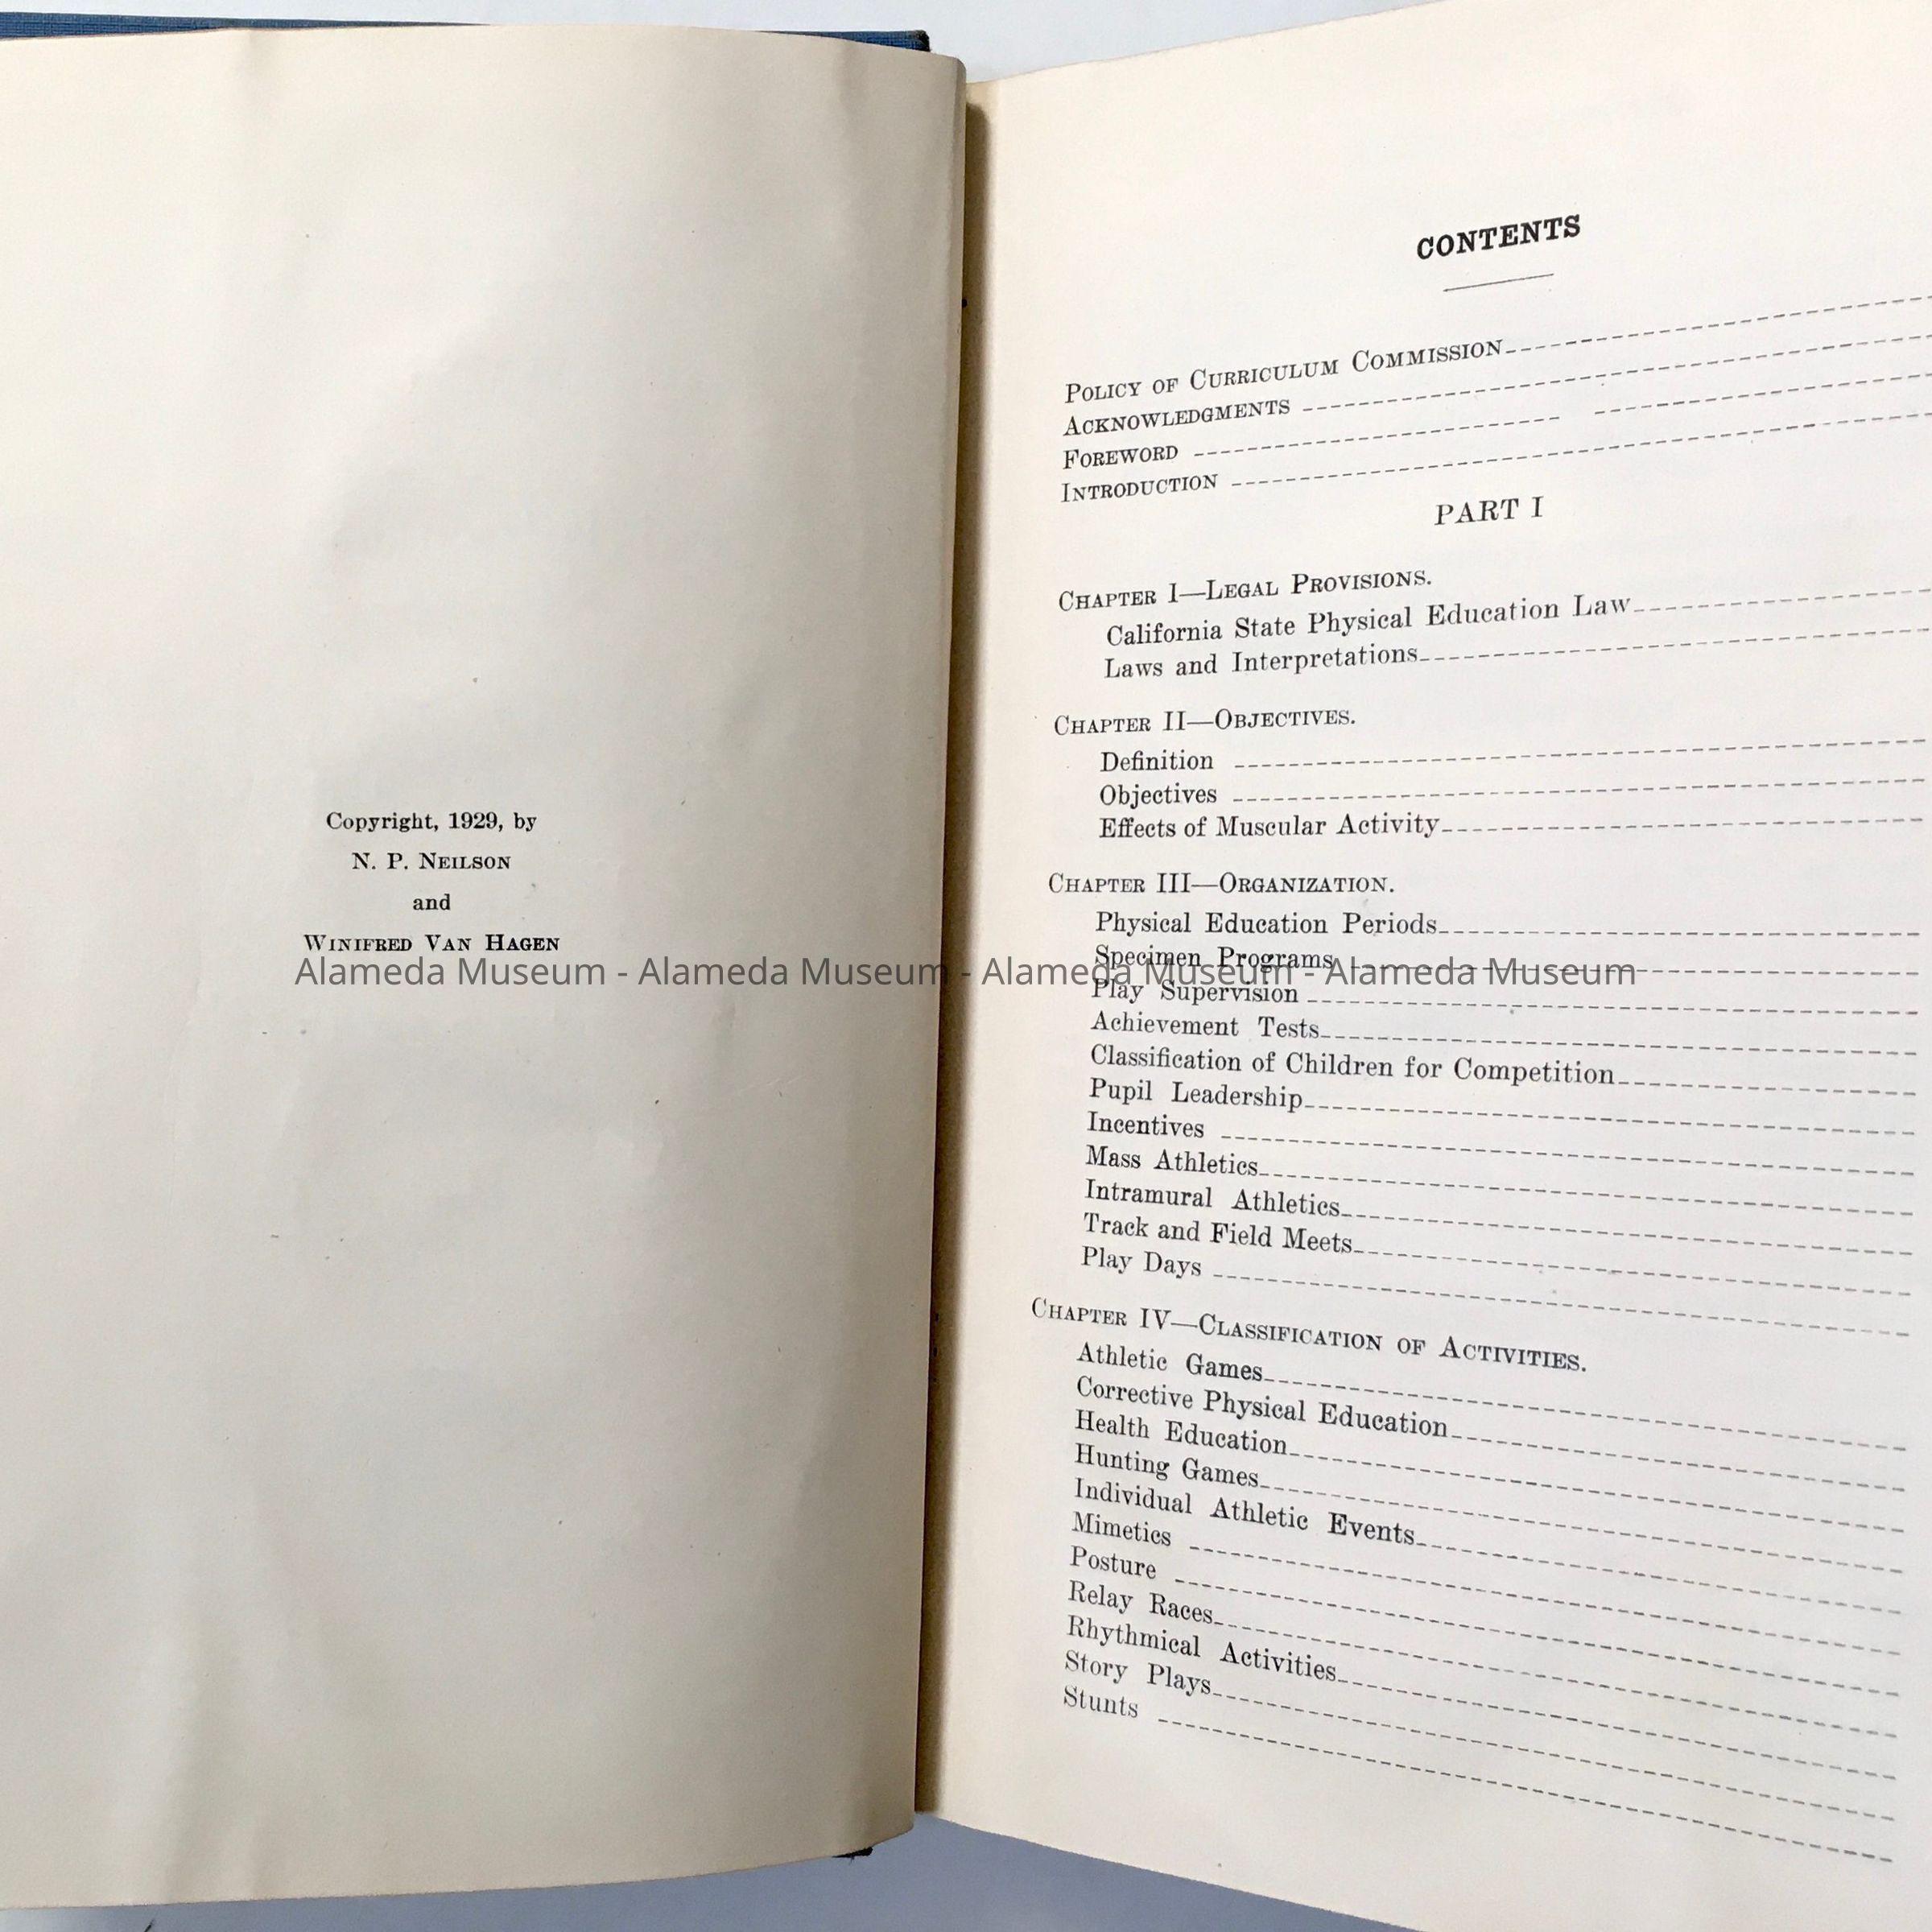 Copyright, 1929, by
N. P. NEILSON
and
WINIFRED VAN HAGEN
CONTENTS
POLICY OF CURRICULUM COMMISSION
ACKNOWLEDGMENTS
FOREWORD
INTRODUCTION
PART I
CHAPTER I—LEGAL PROVISIONS.
California State Physical Education Law
Laws and Interpretations
CHAPTER II—OBJECTIVES.
Definition
Objectives
Effects of Muscular Activity
CHAPTER III—ORGANIZATION.
Physical Education Periods
Specimen Programs
Play Supervision
Achievement Tests
Classification of Children for Competition
Pupil Leadership
Incentives
Mass Athletics
Intramural Athletics
Track and Field Meets
Play Days
CHAPTER IV—CLASSIFICATION OF ACTIVITIES.
Athletic Games
Corrective Physical Education
Health Education
Hunting Games
Individual Athletic Events
Mimetics
Posture
Relay Races
Rhythmical Activities
Story Plays
Stunts
Alameda Museum - Alameda Museum - Alameda Museum - Alameda Museum